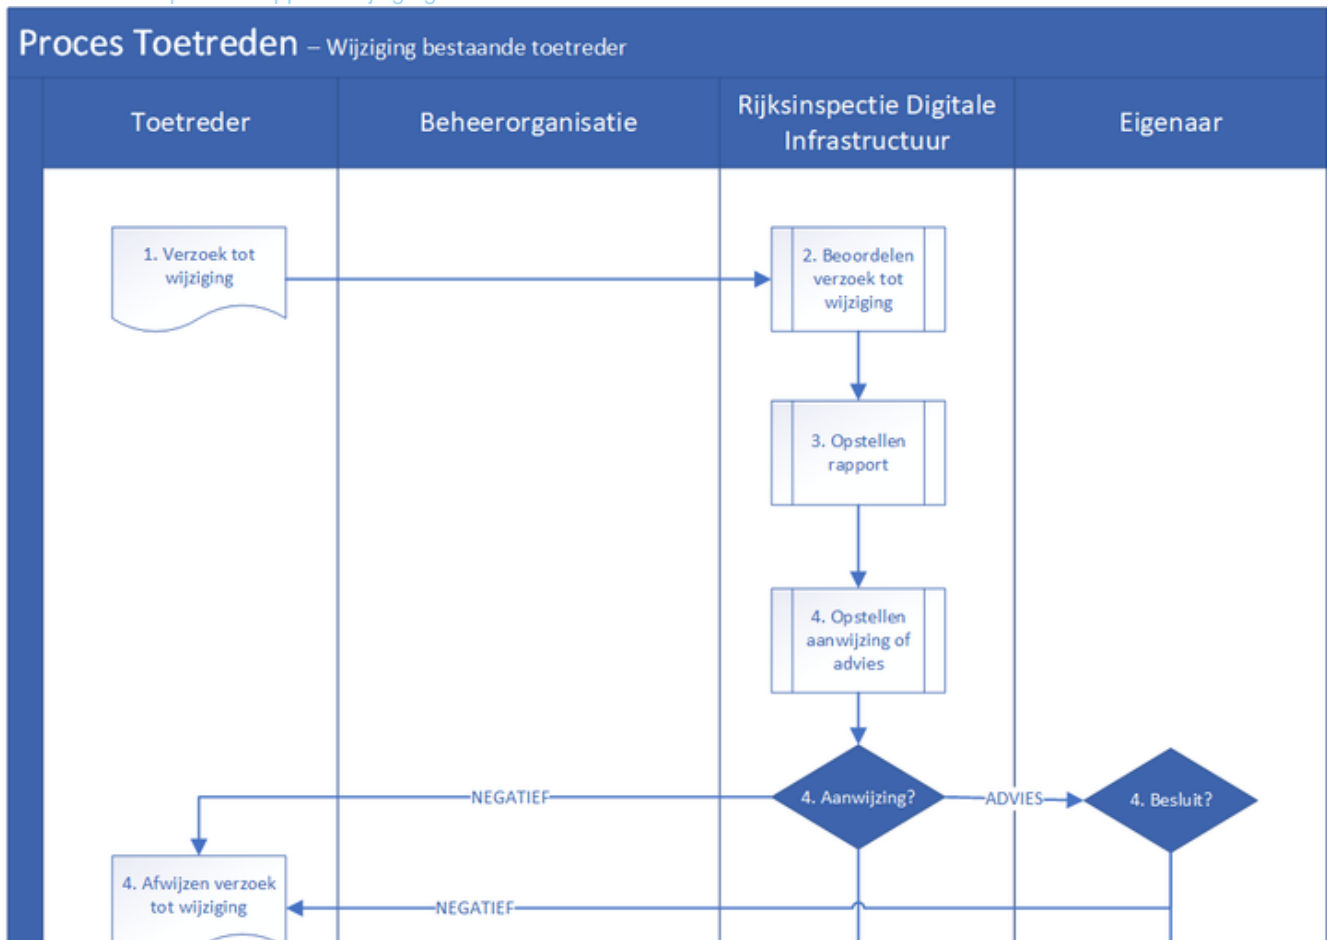 Proces Toetreden – Wijziging bestaande toetreder
Toetreder
Beheerorganisatie
Rijksinspectie Digitale
Infrastructuur
Eigenaar
1. Verzoek tot
wijziging
2. Beoordelen
verzoek tot
wijziging
3. Opstellen
rapport
4. Opstellen
aanwijzing of
advies
NEGATIEF
4. Aanwijzing?
ADVIES
4. Besluit?
4. Afwijzen verzoek
tot wijziging
NEGATIEF